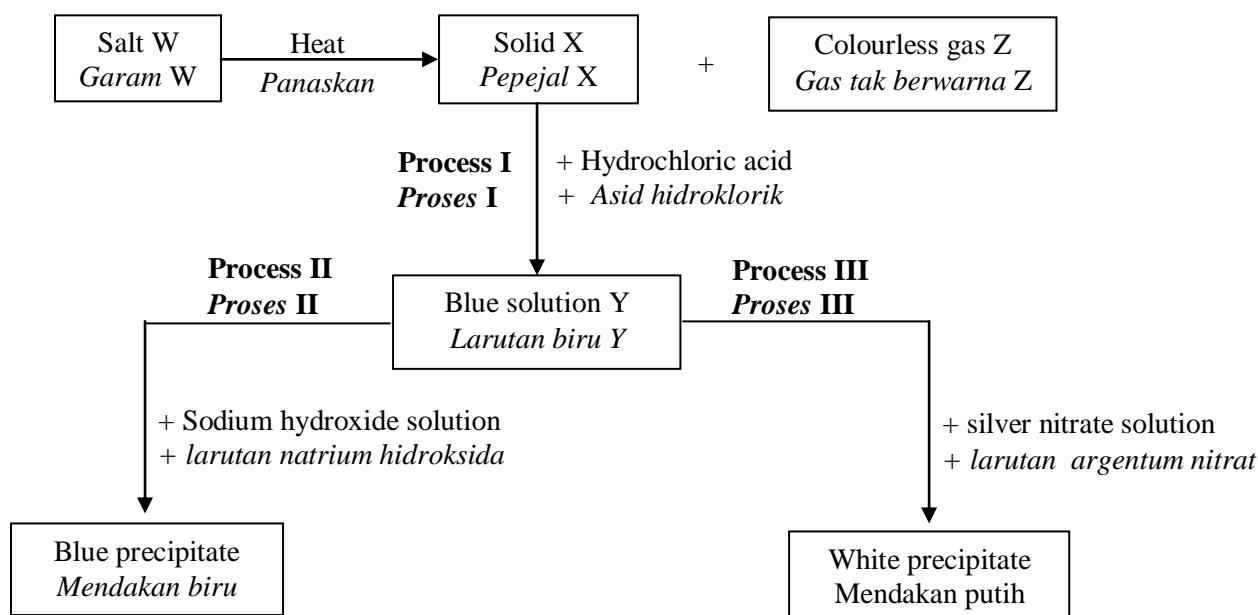 Salt W
Garam W
Heat
Panaskan
Solid X
Pepejal X
+
Colourless gas Z
Gas tak berwarna Z
Process I
Proses I
+ Hydrochloric acid
+ Asid hidroklorik
Process II
Proses II
Blue solution Y
Larutan biru Y
Process III
Proses III
+ Sodium hydroxide solution
+ larutan natrium hidroksida
+ silver nitrate solution
+ larutan argentum nitrat
Blue precipitate
Mendakan biru
White precipitate
Mendakan putih